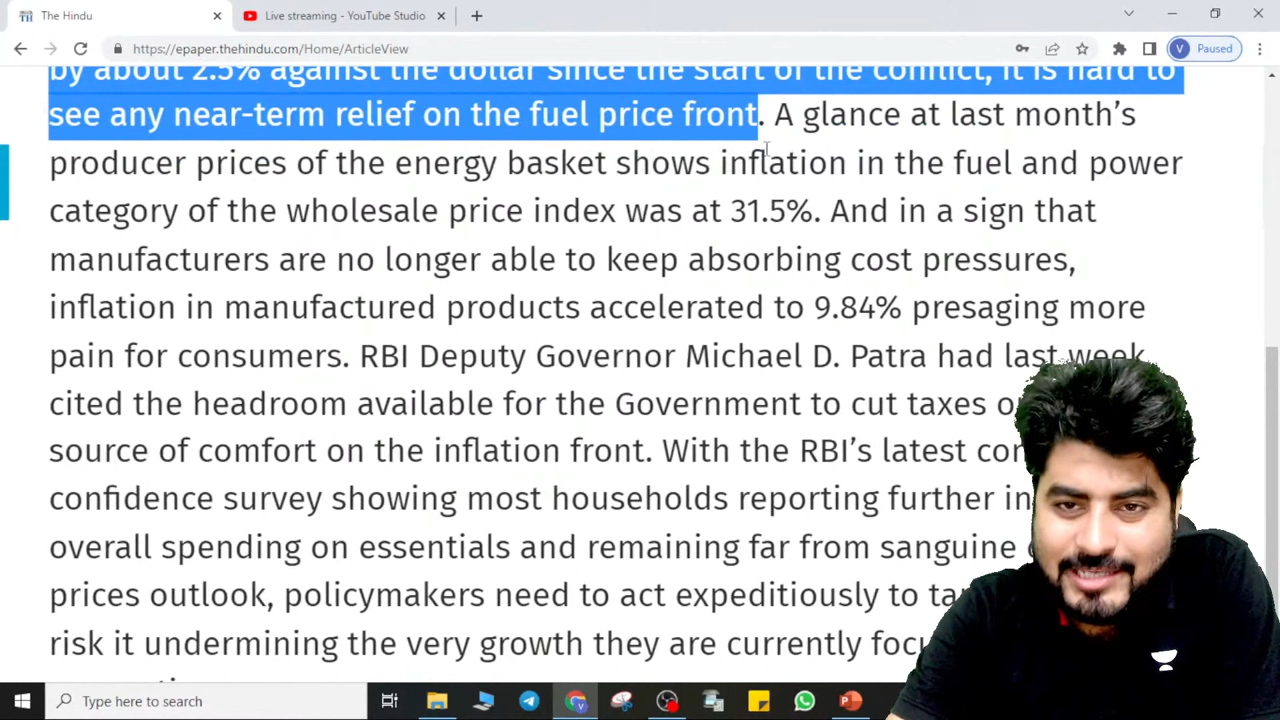 The Hindu
Live streaming - YouTube Studio
https://epaper.thehindu.com/Home/ArticleView
V Paused
by about 2.5% against the dollar since the start of the conflict, it is hard to
see any near-term relief on the fuel price front. A glance at last month’s
producer prices of the energy basket shows inflation in the fuel and power
category of the wholesale price index was at 31.5%. And in a sign that
manufacturers are no longer able to keep absorbing cost pressures,
inflation in manufactured products accelerated to 9.84% presaging more
pain for consumers. RBI Deputy Governor Michael D. Patra had last week
cited the headroom available for the Government to cut taxes
source of comfort on the inflation front. With the RBI’s latest
confidence survey showing most households reporting further
overall spending on essentials and remaining far from sanguine
prices outlook, policymakers need to act expeditiously to
risk it undermining the very growth they are currently
Type here to search